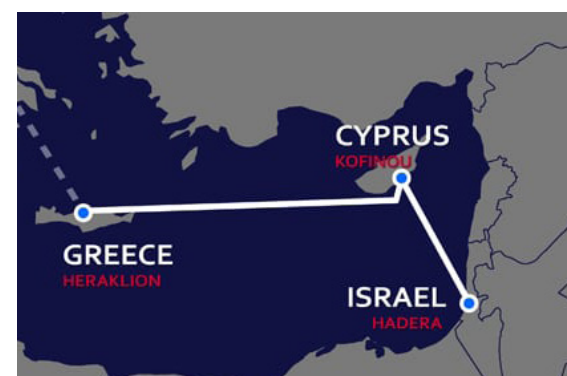 CYPRUS
KOFINOU
GREECE
HERAKLION
ISRAEL
HADERA